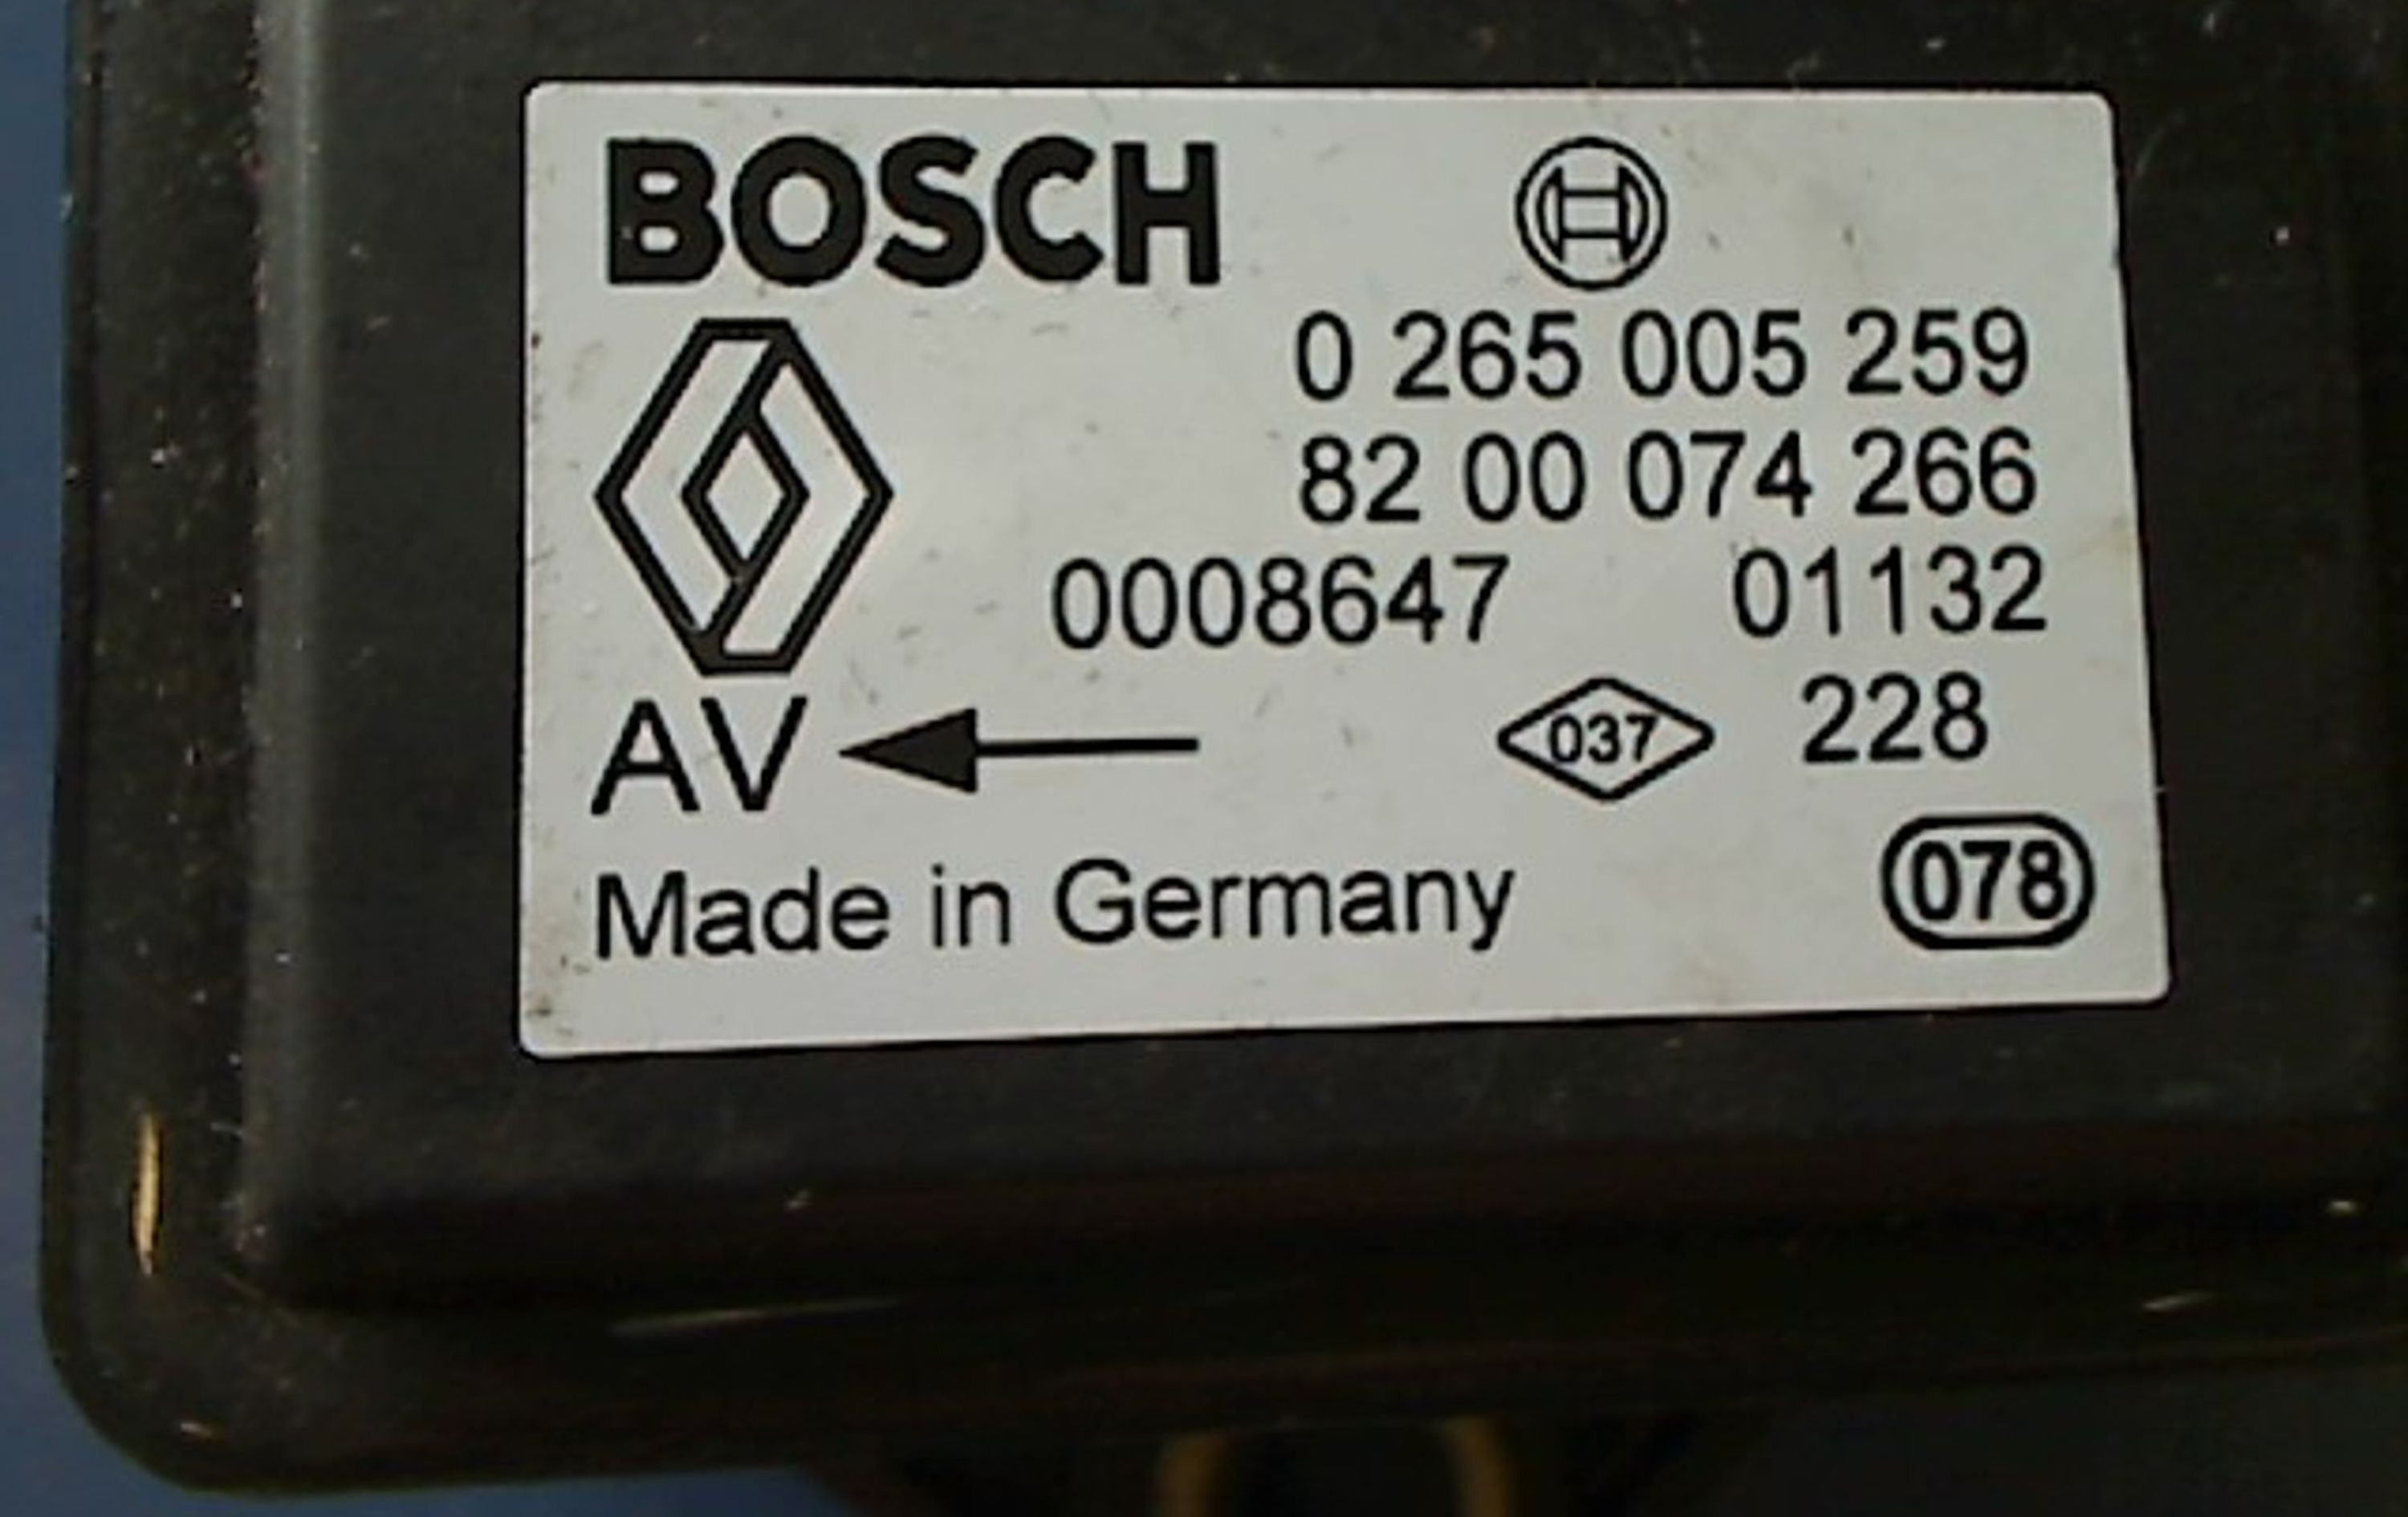 BOSCH
0 265 005 259
82 00 074 266
0008647 01132
AV 037 228
Made in Germany 078